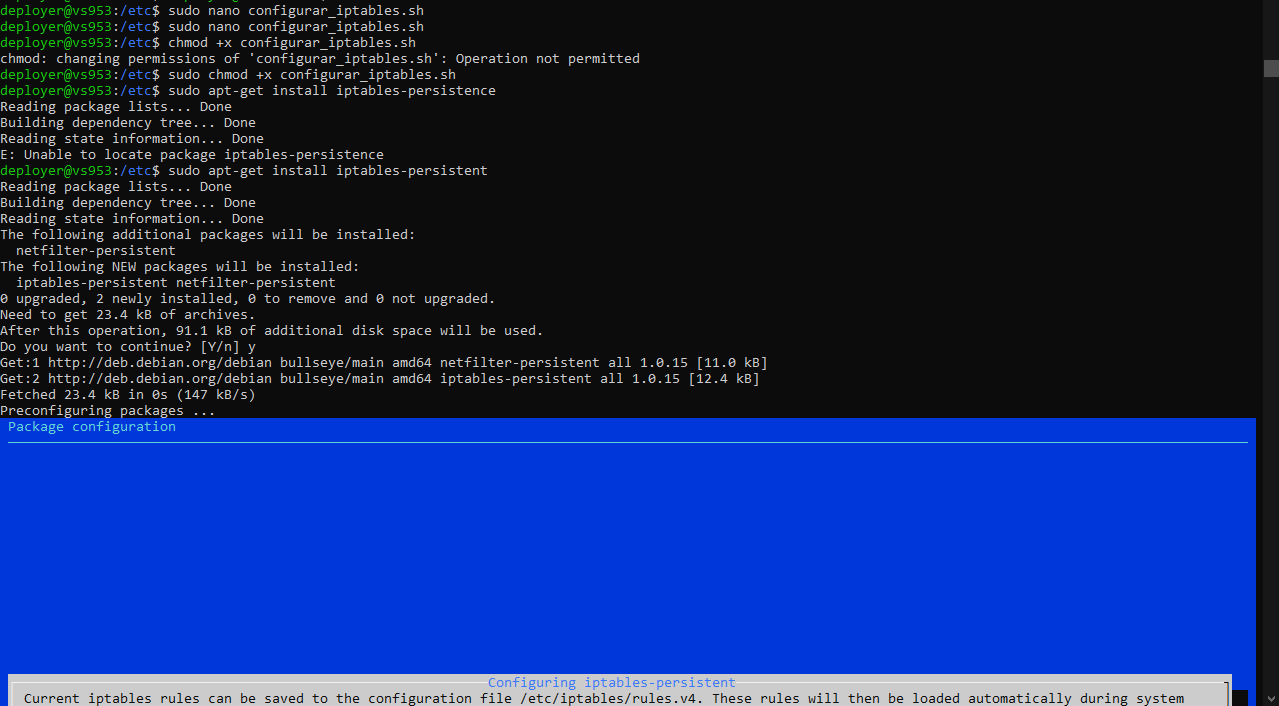 deployer@vs953:/etc$ sudo nano configurar_iptables.sh
deployer@vs953:/etc$ sudo nano configurar_iptables.sh
deployer@vs953:/etc$ chmod +x configurar_iptables.sh
chmod: changing permissions of 'configurar_iptables.sh': Operation not permitted
deployer@vs953:/etc$ sudo chmod +x configurar_iptables.sh
deployer@vs953:/etc$ sudo apt-get install iptables-persistence
Reading package lists... Done
Building dependency tree... Done
Reading state information... Done
E: Unable to locate package iptables-persistence
deployer@vs953:/etc$ sudo apt-get install iptables-persistent
Reading package lists... Done
Building dependency tree... Done
Reading state information... Done
The following additional packages will be installed:
  netfilter-persistent
The following NEW packages will be installed:
  iptables-persistent netfilter-persistent
0 upgraded, 2 newly installed, 0 to remove and 0 not upgraded.
Need to get 23.4 kB of archives.
After this operation, 91.1 kB of additional disk space will be used.
Do you want to continue? [Y/n] y
Get:1 http://deb.debian.org/debian bullseye/main amd64 netfilter-persistent all 1.0.15 [11.0 kB]
Get:2 http://deb.debian.org/debian bullseye/main amd64 iptables-persistent all 1.0.15 [12.4 kB]
Fetched 23.4 kB in 0s (147 kB/s)
Preconfiguring packages ...
Package configuration
Configuring iptables-persistent
Current iptables rules can be saved to the configuration file /etc/iptables/rules.v4. These rules will then be loaded automatically during system